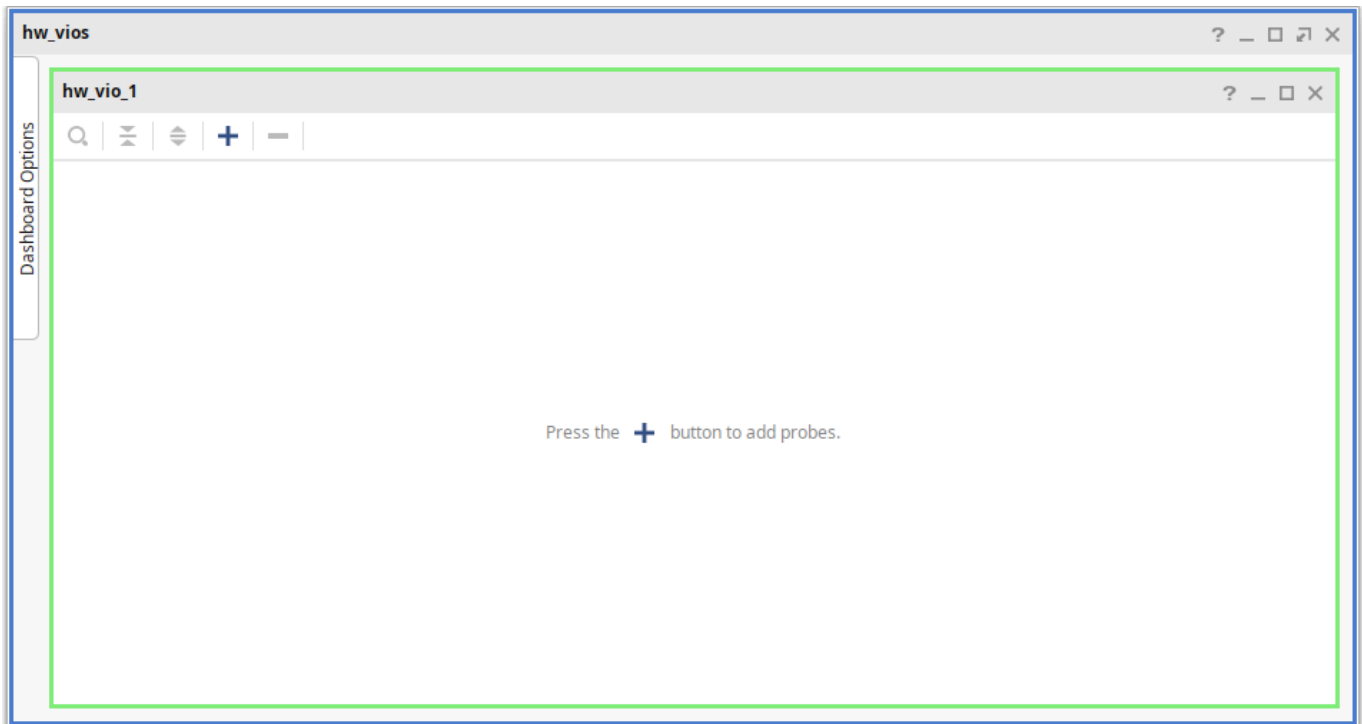 hw_vios
hw_vio_1
Dashboard Options
Press the + button to add probes.